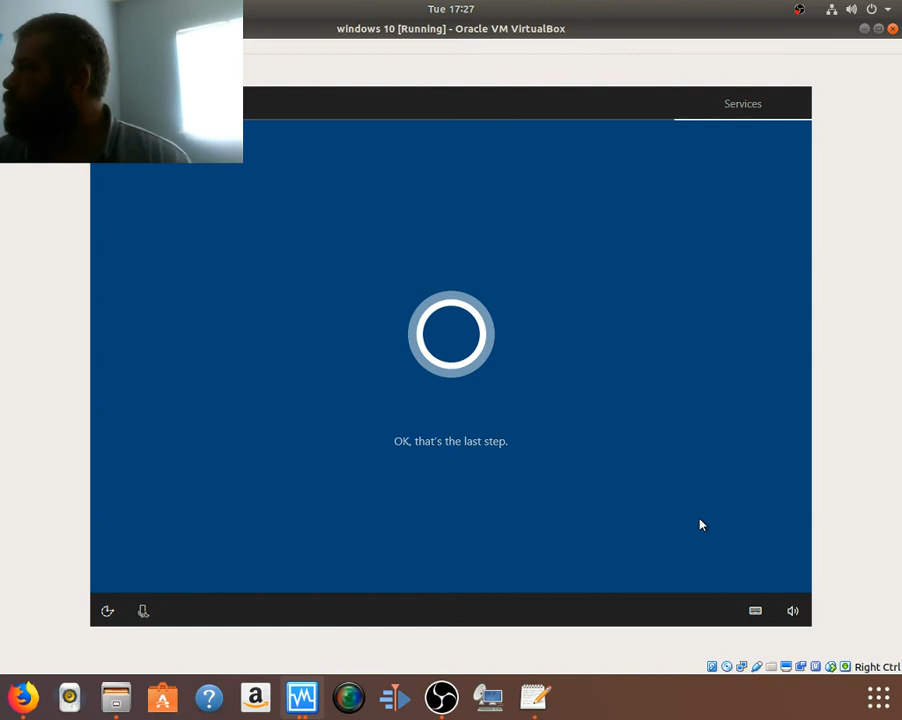 Tue 17:27
windows 10 [Running] - Oracle VM VirtualBox
Services
OK, that's the last step.
Right Ctrl